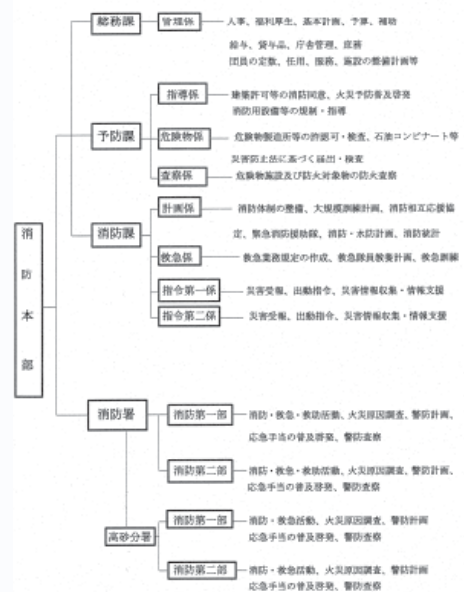 消防本部
総務課
管理係
人事、福利厚生、基本計画、予算、補助
給与、貸与品、庁舎管理、庶務
団員の定数、任用、服務、施設の整備計画等
予防課
指導係
建築許可等の消防同意、火災予防普及啓発
消防用設備等の規制・指導
危険物係
危険物製造所等の許認可・検査、石油コンビナート等
災害防止法に基づく届出・検査
査察係
危険物施設及び防火対象物の防火査察
消防課
計画係
消防体制の整備、大規模訓練計画、消防相互応援協
定、緊急消防援助隊、消防・水防計画、消防統計
救急係
救急業務規定の作成、救急隊員教養計画、救急訓練
指令第一係
災害受報、出動指令、災害情報収集・情報支援
指令第二係
災害受報、出動指令、災害情報収集・情報支援
消防署
消防第一部
消防・救急・救助活動、火災原因調査、警防計画、
応急手当の普及啓発、警防査察
消防第二部
消防・救急・救助活動、火災原因調査、警防計画、
応急手当の普及啓発、警防査察
高砂分署
消防第一部
消防・救急活動、火災原因調査、警防計画
応急手当の普及啓発、警防査察
消防第二部
消防・救急活動、火災原因調査、警防計画
応急手当の普及啓発、警防査察